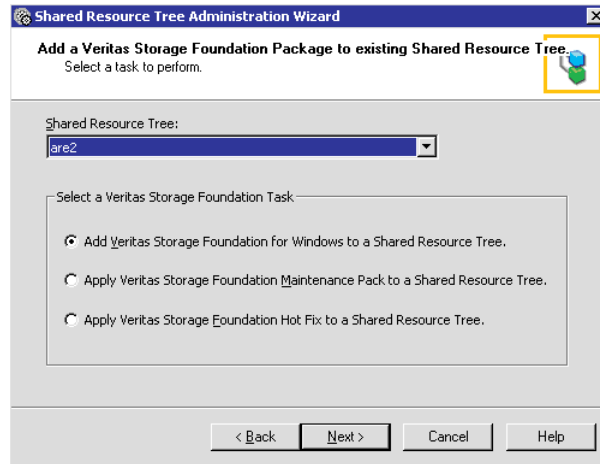 Shared Resource Tree Administration Wizard
Add a Veritas Storage Foundation Package to existing Shared Resource Tree.
Select a task to perform.
Shared Resource Tree:
are2
Select a Veritas Storage Foundation Task
Add Veritas Storage Foundation for Windows to a Shared Resource Tree.
Apply Veritas Storage Foundation Maintenance Pack to a Shared Resource Tree.
Apply Veritas Storage Foundation Hot Fix to a Shared Resource Tree.
< Back Next > Cancel Help